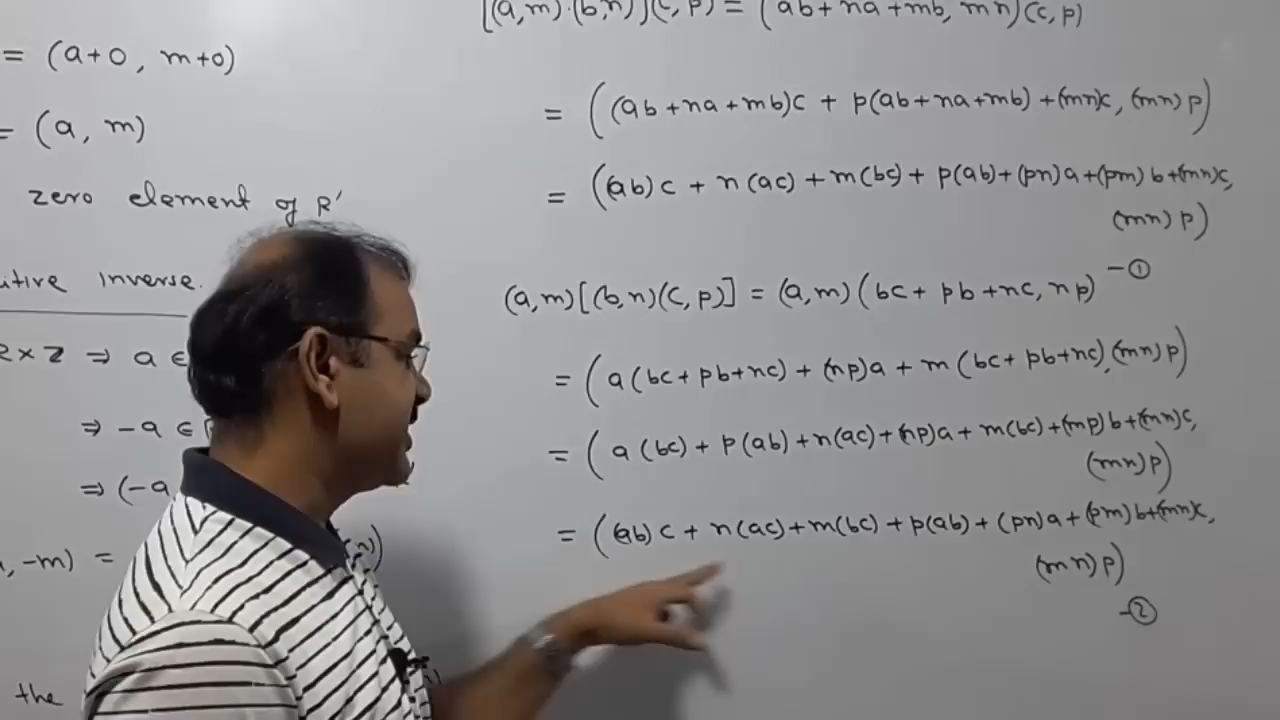 = (a+0, m+0)
= (a, m)
zero element of R'
itive inverse.
R×Z ⇒ a ∈
⇒ -a ∈
⇒ (-a
, -m) =
the
[(a,m)·(b,n)](c,p) = (ab+na+mb, mn)(c,p)
= ((ab+na+mb)c + p(ab+na+mb)+(mn)c, (mn)p)
= ((ab)c + n(ac)+m(bc)+ p(ab)+(pn)a+(pm)b+(mn)c,
(mn)p)
-①
(a,m)[(b,n)(c,p)] = (a,m)(bc+pb+nc, np)
= (a(bc+pb+nc)+(np)a+m(bc+pb+nc),(mn)p)
= (a(bc)+p(ab)+n(ac)+(np)a+m(bc)+(mp)b+(mn)c,
(mn)p)
= ((ab)c+n(ac)+m(bc)+p(ab)+(pn)a+(pm)b+(mn)c,
(mn)p)
-②